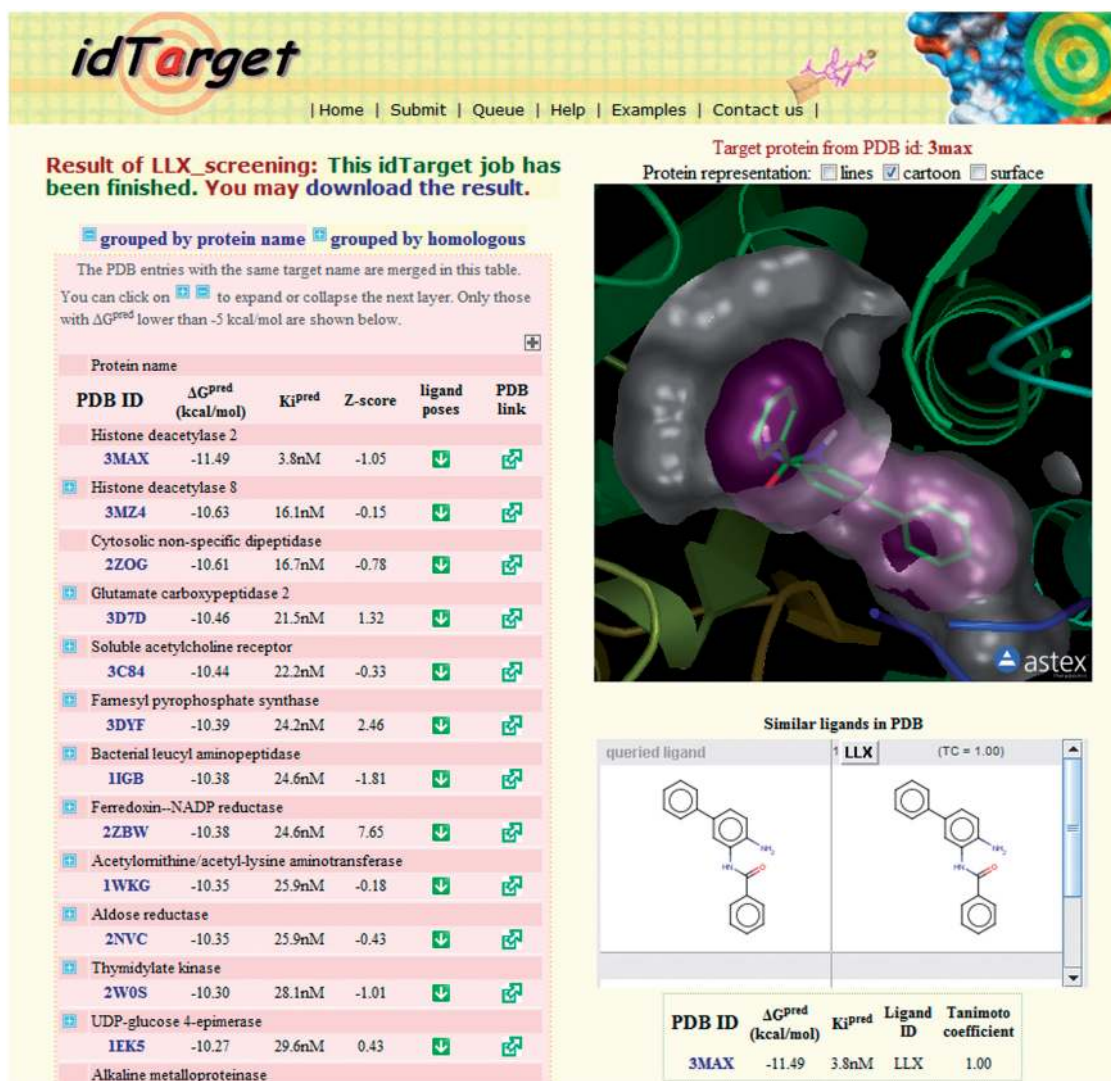 idTarget
| Home | Submit | Queue | Help | Examples | Contact us |
Result of LLX_screening: This idTarget job has
been finished. You may download the result.
grouped by protein name grouped by homologous
The PDB entries with the same target name are merged in this table.
You can click on to expand or collapse the next layer. Only those
with ΔGpred lower than -5 kcal/mol are shown below.
Protein name
PDB ID ΔGpred (kcal/mol) Kipred Z-score ligand poses PDB link
Histone deacetylase 2
3MAX -11.49 3.8nM -1.05
Histone deacetylase 8
3MZ4 -10.63 16.1nM -0.15
Cytosolic non-specific dipeptidase
2ZOG -10.61 16.7nM -0.78
Glutamate carboxypeptidase 2
3D7D -10.46 21.5nM 1.32
Soluble acetylcholine receptor
3C84 -10.44 22.2nM -0.33
Farnesyl pyrophosphate synthase
3DYF -10.39 24.2nM 2.46
Bacterial leucyl aminopeptidase
1IGB -10.38 24.6nM -1.81
Ferredoxin--NADP reductase
2ZBW -10.38 24.6nM 7.65
Acetylornithine/acetyl-lysine aminotransferase
1WKG -10.35 25.9nM -0.18
Aldose reductase
2NVC -10.35 25.9nM -0.43
Thymidylate kinase
2W0S -10.30 28.1nM -1.01
UDP-glucose 4-epimerase
1EK5 -10.27 29.6nM 0.43
Alkaline metalloproteinase
Target protein from PDB id: 3max
Protein representation: lines cartoon surface
astex
Similar ligands in PDB
queried ligand 1 LLX (TC = 1.00)
NH2 NH2
HN O HN O
PDB ID ΔGpred (kcal/mol) Kipred Ligand ID Tanimoto coefficient
3MAX -11.49 3.8nM LLX 1.00